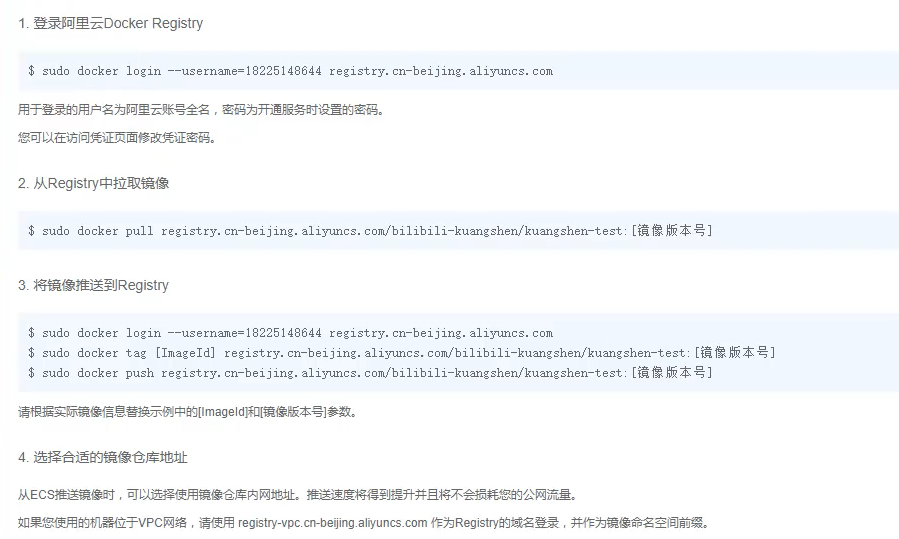 1. 登录阿里云Docker Registry
$ sudo docker login --username=18225148644 registry.cn-beijing.aliyuncs.com
用于登录的用户名为阿里云账号全名，密码为开通服务时设置的密码。
您可以在访问凭证页面修改凭证密码。
2. 从Registry中拉取镜像
$ sudo docker pull registry.cn-beijing.aliyuncs.com/bilibili-kuangshen/kuangshen-test:[镜像版本号]
3. 将镜像推送到Registry
$ sudo docker login --username=18225148644 registry.cn-beijing.aliyuncs.com
$ sudo docker tag [ImageId] registry.cn-beijing.aliyuncs.com/bilibili-kuangshen/kuangshen-test:[镜像版本号]
$ sudo docker push registry.cn-beijing.aliyuncs.com/bilibili-kuangshen/kuangshen-test:[镜像版本号]
请根据实际镜像信息替换示例中的[ImageId]和[镜像版本号]参数。
4. 选择合适的镜像仓库地址
从ECS推送镜像时，可以选择使用镜像仓库内网地址。推送速度将得到提升并且将不会损耗您的公网流量。
如果您使用的机器位于VPC网络，请使用 registry-vpc.cn-beijing.aliyuncs.com 作为Registry的域名登录，并作为镜像命名空间前缀。